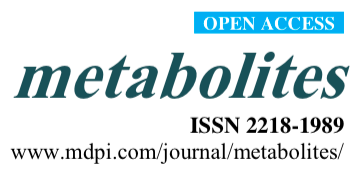 OPEN ACCESS
metabolites
ISSN 2218-1989
www.mdpi.com/journal/metabolites/